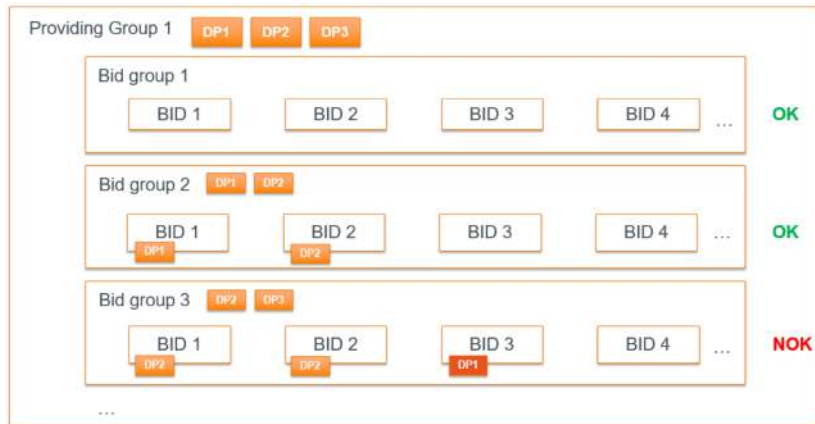 Providing Group 1 DP1 DP2 DP3
Bid group 1
BID 1 BID 2 BID 3 BID 4 ... OK
Bid group 2 DP1 DP2
BID 1 BID 2 BID 3 BID 4 ... OK
DP1 DP2
Bid group 3 DP2 DP3
BID 1 BID 2 BID 3 BID 4 ... NOK
DP2 DP2 DP1
...